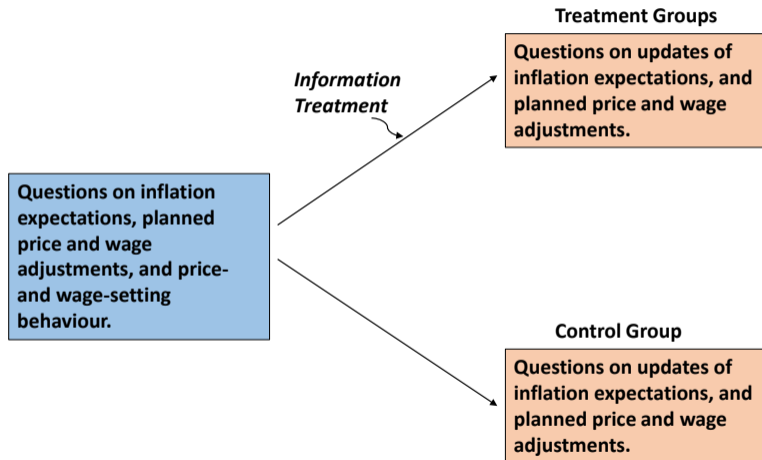 Treatment Groups
Questions on updates of
inflation expectations, and
planned price and wage
adjustments.
Information
Treatment
Questions on inflation
expectations, planned
price and wage
adjustments, and price-
and wage-setting
behaviour.
Control Group
Questions on updates of
inflation expectations, and
planned price and wage
adjustments.